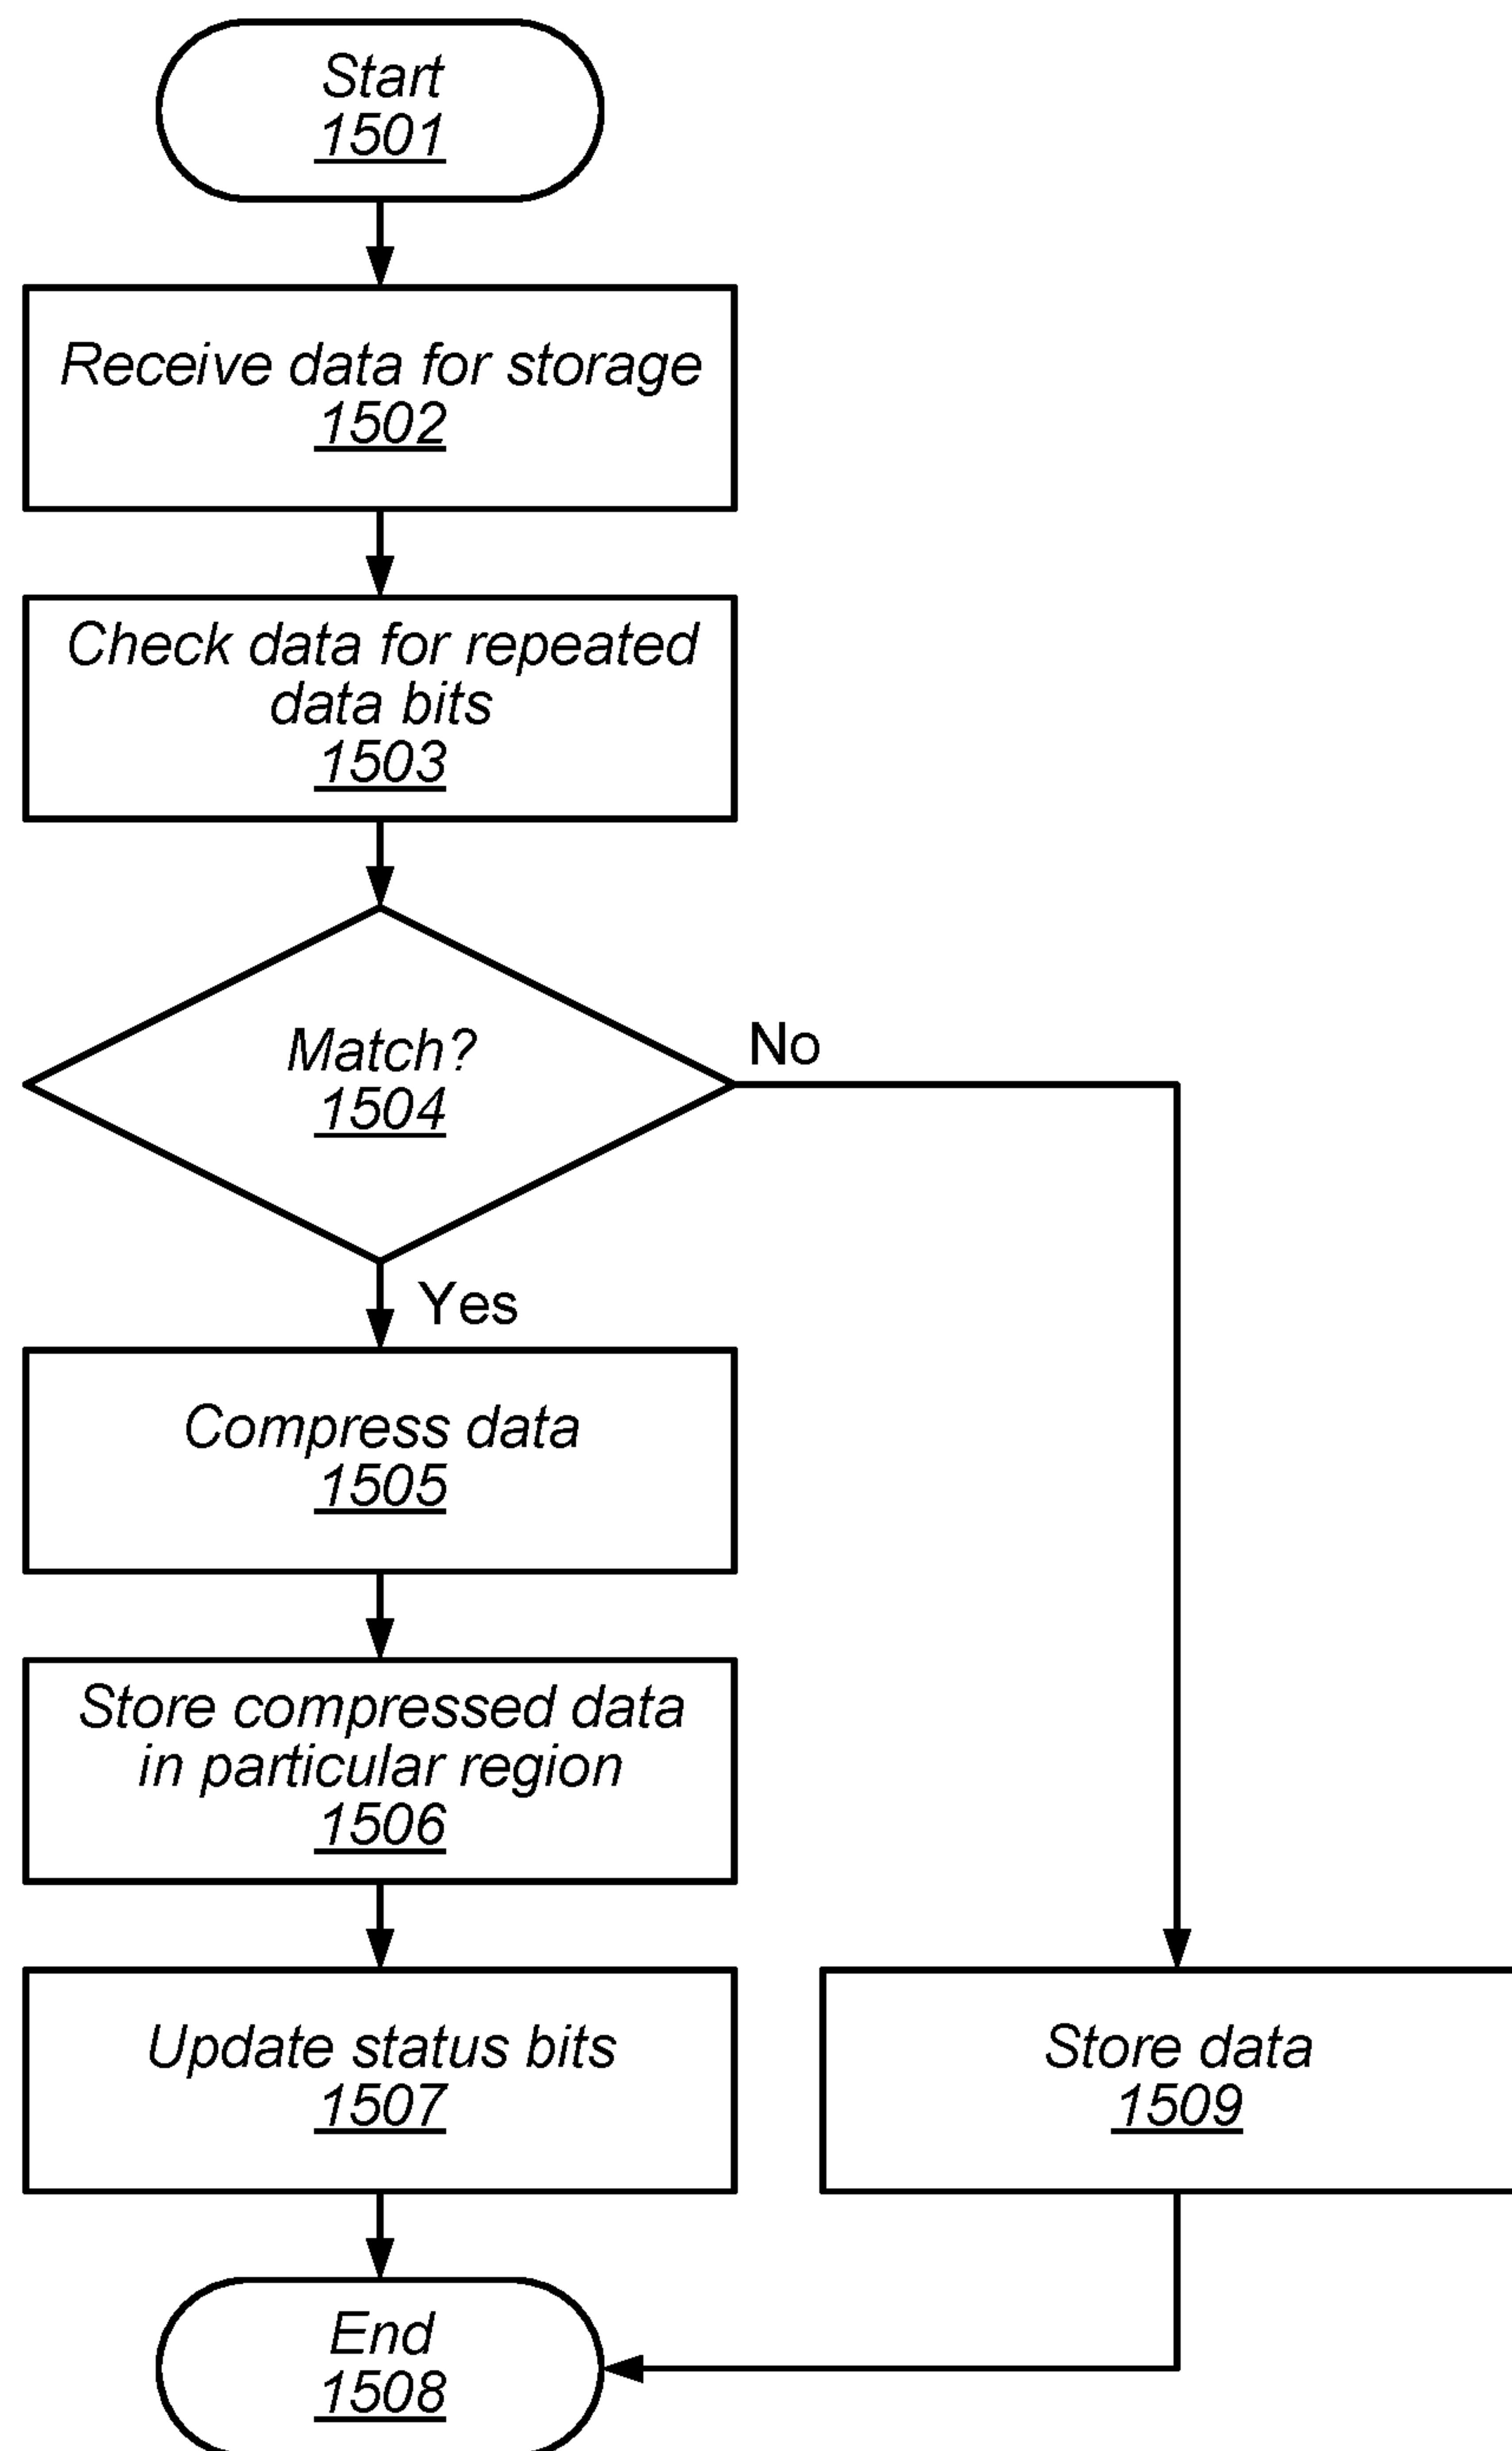 Start
1501
Receive data for storage
1502
Check data for repeated
data bits
1503
Match?
1504
No
Yes
Compress data
1505
Store compressed data
in particular region
1506
Update status bits
1507
Store data
1509
End
1508